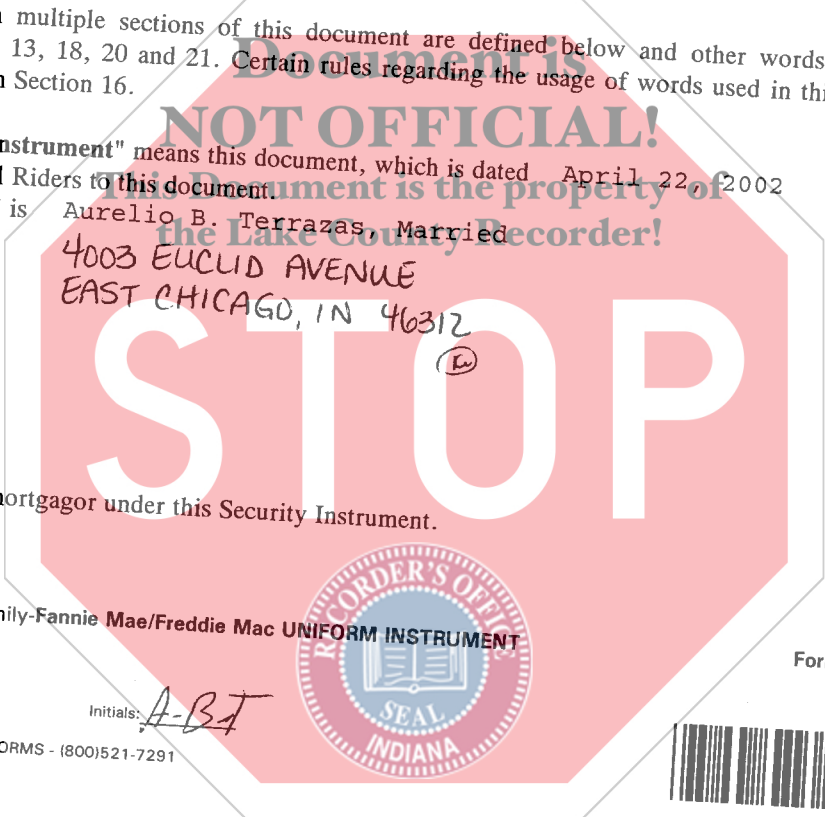 multiple sections of this document are defined below and other words
13, 18, 20 and 21. Certain rules regarding the usage of words used in
Section 16.
Document is
NOT OFFICIAL!
This Document is the property of
the Lake County Recorder!
nstrument" means this document, which is dated April 22, 2002
Riders to this document.
is Aurelio B. Terrazas, Married
4003 EUCLID AVENUE
EAST CHICAGO, IN 46312
STOP
ortgagor under this Security Instrument.
ily-Fannie Mae/Freddie Mac UNIFORM INSTRUMENT
RECORDER'S OFFICE
SEAL
INDIANA
For
Initials: A-BT
ORMS - (800)521-7291